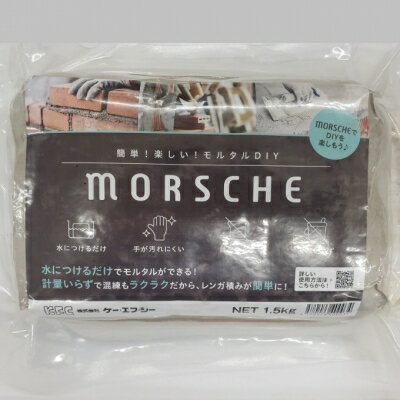 MORSCHEで
DIYを
楽しもう♪
簡単！楽しい！モルタルDIY
MORSCHE
水につけるだけ
手が汚れにくい
水につけるだけでモルタルができる！
計量いらずで混練もラクラクだから、レンガ積みが簡単に！
詳しい
使用方法は
こちらから！
KFC 株式会社 ケー・エフ・シー
NET 1.5kg